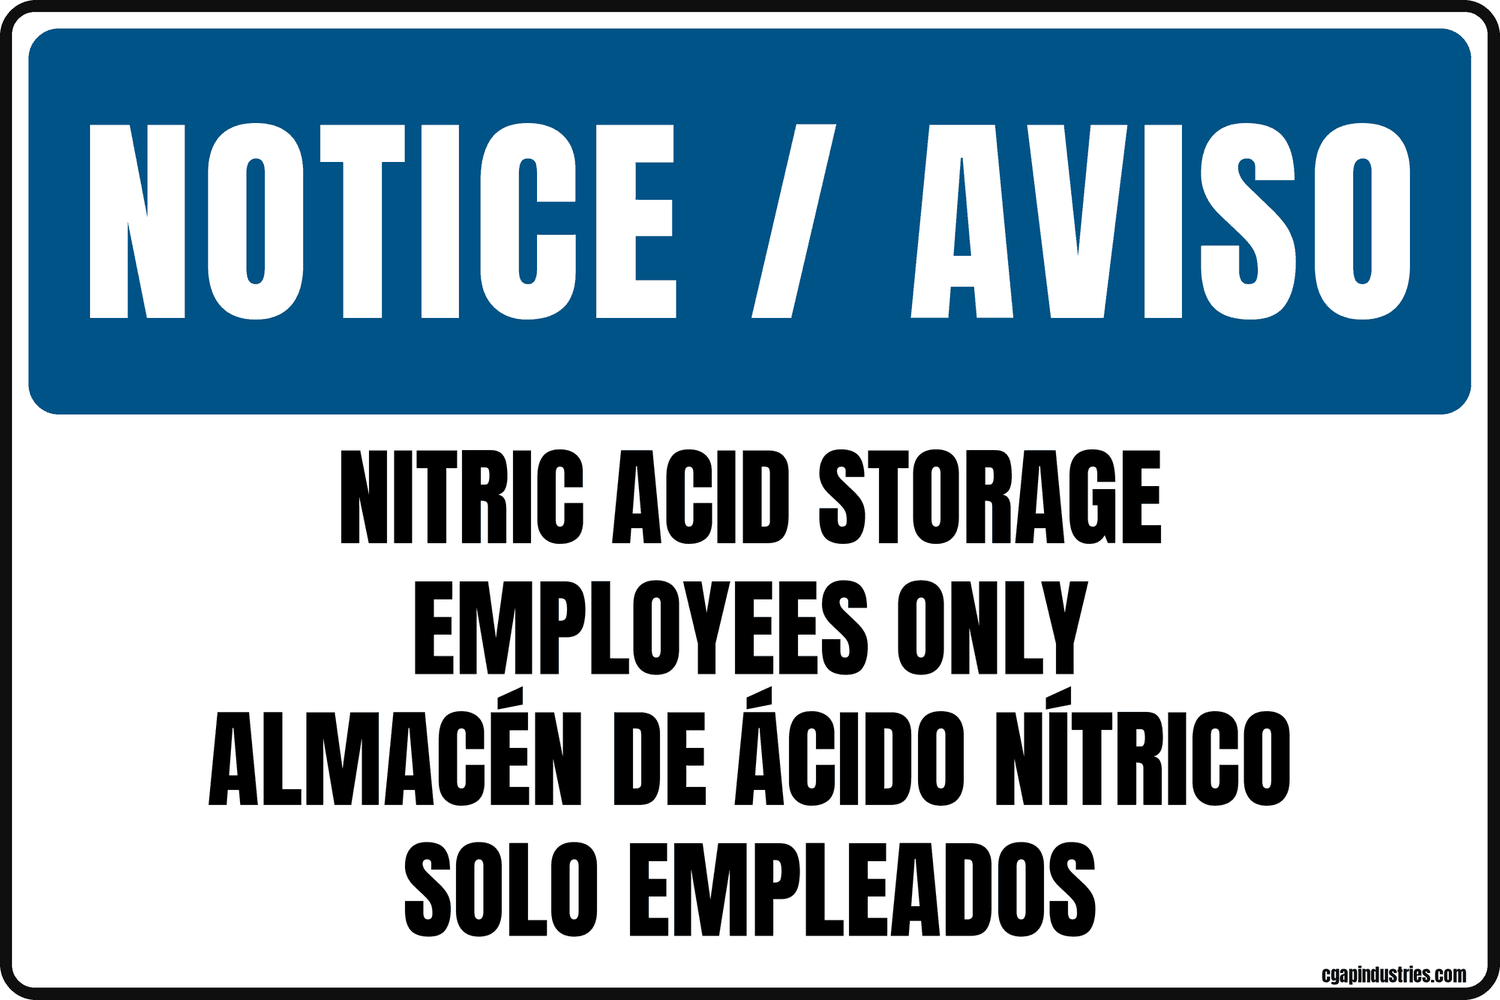 NOTICE / AVISO
NITRIC ACID STORAGE
EMPLOYEES ONLY
ALMACÉN DE ÁCIDO NÍTRICO
SOLO EMPLEADOS
cgapindustries.com